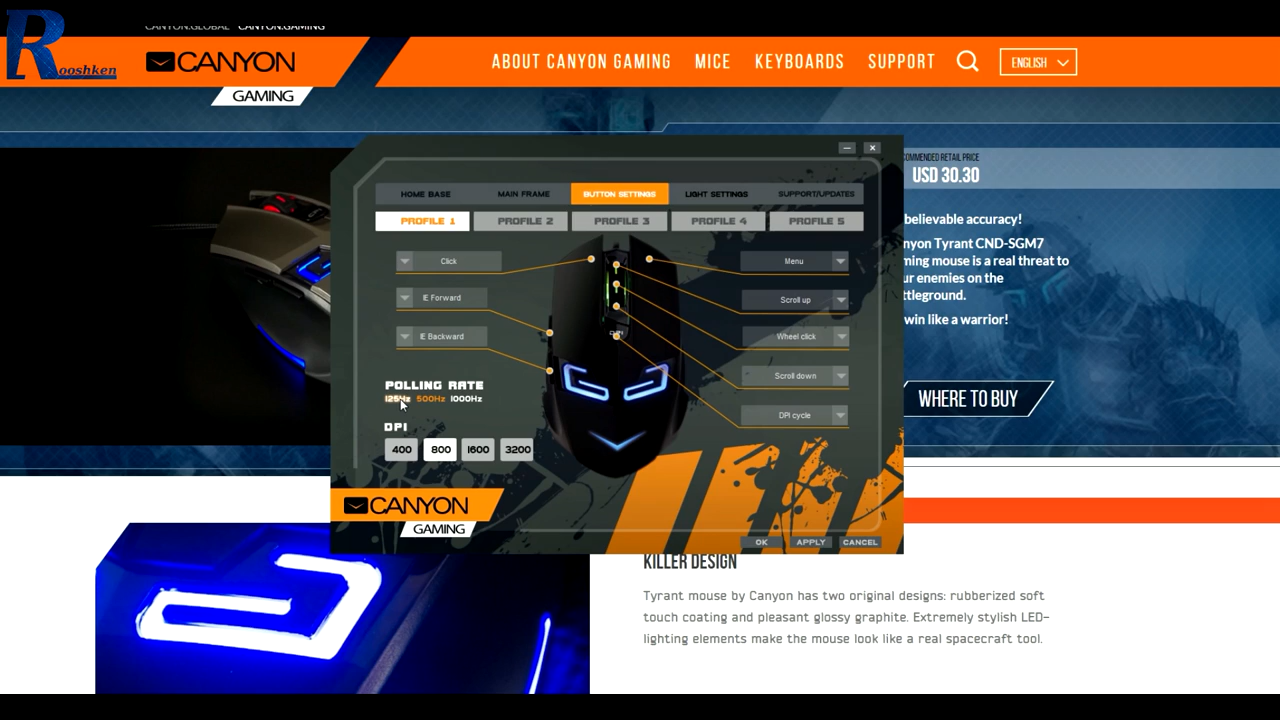 CANYON.GLOBAL CANYON.GAMING
Rooshken
CANYON
GAMING
ABOUT CANYON GAMING MICE KEYBOARDS SUPPORT
ENGLISH
RECOMMENDED RETAIL PRICE
USD 30.30
HOME BASE MAIN FRAME BUTTON SETTINGS LIGHT SETTINGS SUPPORT/UPDATES
PROFILE 1 PROFILE 2 PROFILE 3 PROFILE 4 PROFILE 5
Click
IE Forward
IE Backward
Menu
Scroll up
Wheel click
Scroll down
DPI cycle
POLLING RATE
125Hz 500Hz 1000Hz
DPI
400 800 1600 3200
CANYON
GAMING
OK APPLY CANCEL
believable accuracy!
nyon Tyrant CND-SGM7
ming mouse is a real threat to
ur enemies on the
ttleground.
win like a warrior!
WHERE TO BUY
KILLER DESIGN
Tyrant mouse by Canyon has two original designs: rubberized soft
touch coating and pleasant glossy graphite. Extremely stylish LED-
lighting elements make the mouse look like a real spacecraft tool.